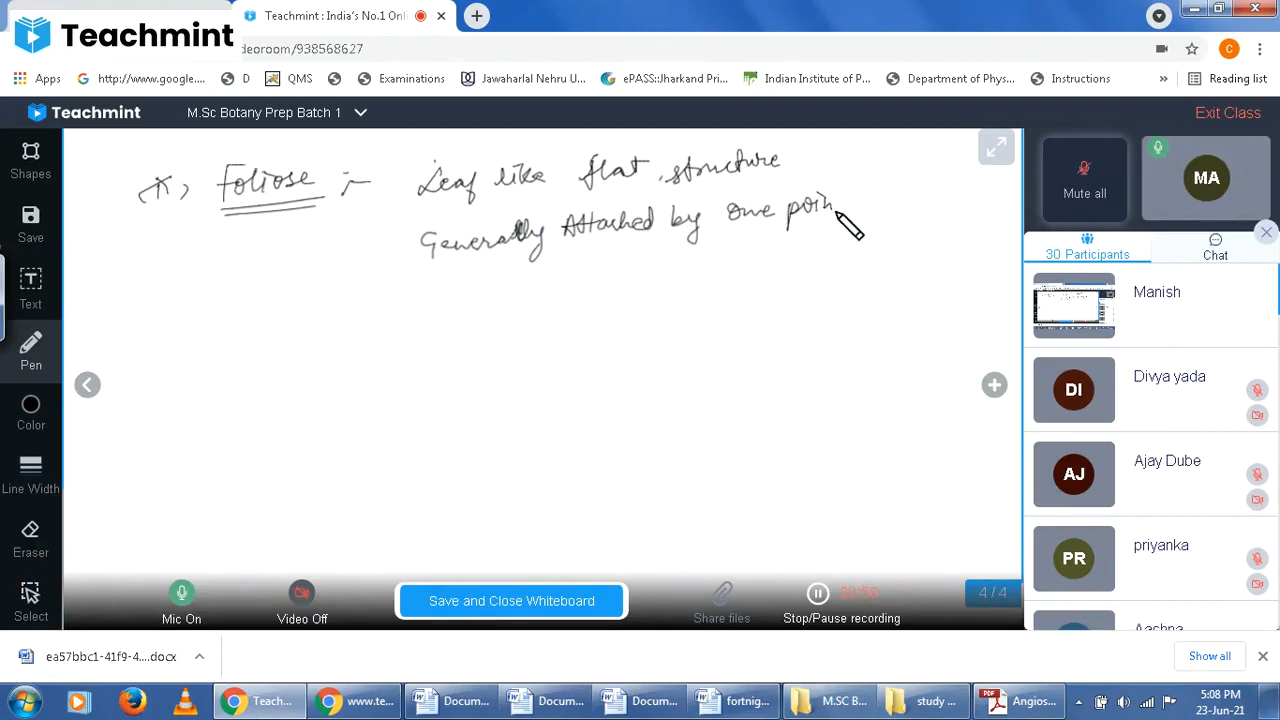 Teachmint : India's No.1 Onl
Teachmint
deoroom/938568627
C
Apps
http://www.google....
D
QMS
Examinations
Jawaharlal Nehru U...
ePASS::Jharkand Pri...
Indian Institute of P...
Department of Phys...
Instructions
»
Reading list
Teachmint
M.Sc Botany Prep Batch 1
Exit Class
Shapes
Save
Text
Pen
Color
Line Width
Eraser
Select
Foliose :- Leaf like flat, structure
Generally Attached by one poin
Mute all
MA
30 Participants
Chat
Manish
DI
Divya yada
AJ
Ajay Dube
PR
priyanka
Aashna
Mic On
Video Off
Save and Close Whiteboard
Share files
Stop/Pause recording
4 / 4
ea57bbc1-41f9-4....docx
Show all
Teach...
www.te...
Docum...
Docum...
Docum...
fortnig...
M.SC B...
study ...
PDF
Angios...
5:08 PM
23-Jun-21